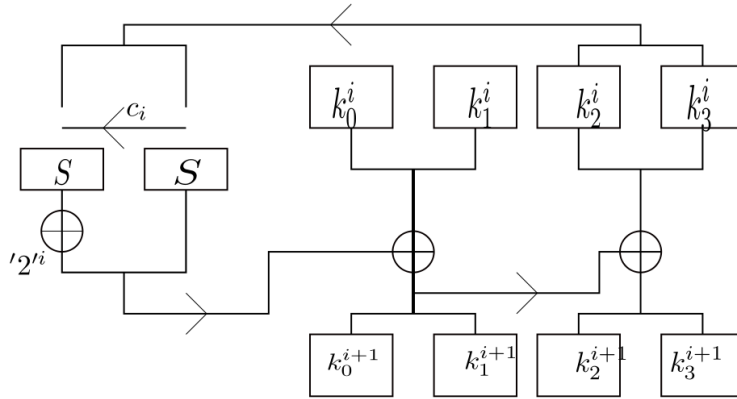 c_i
k_0^i k_1^i k_2^i k_3^i
S S
'2'^i
k_0^{i+1} k_1^{i+1} k_2^{i+1} k_3^{i+1}